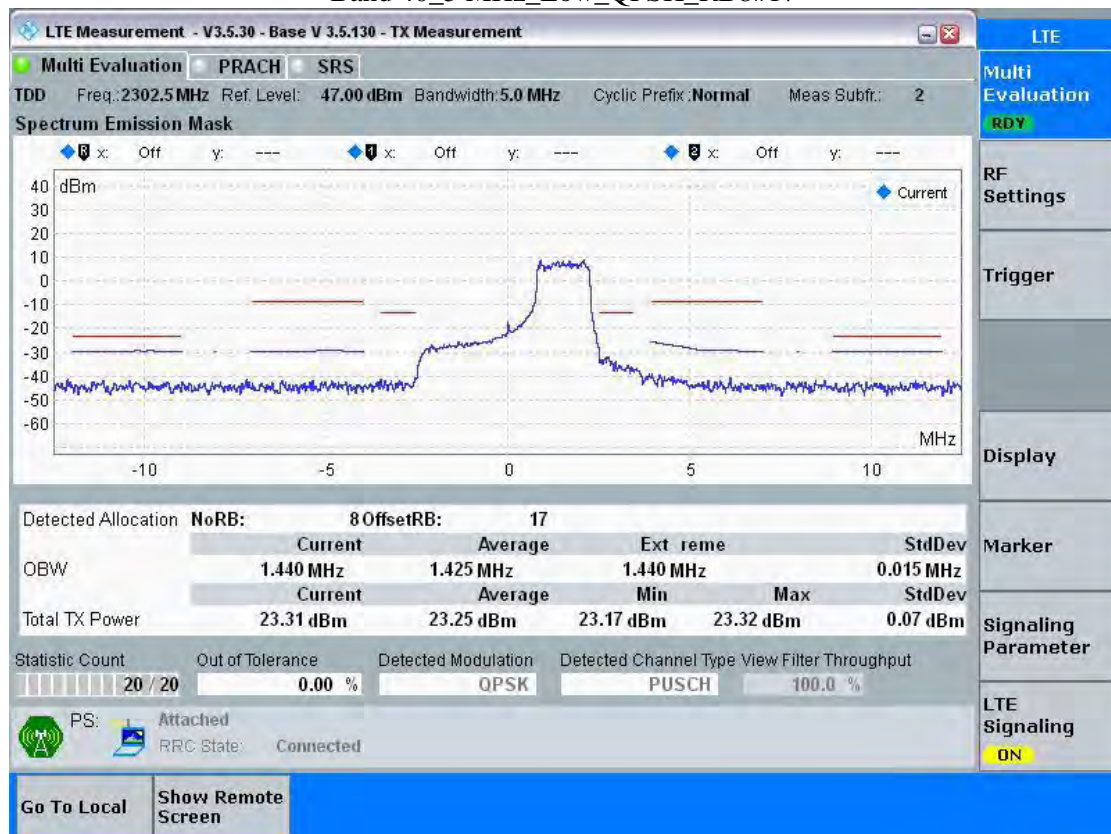 LTE Measurement - V3.5.30 - Base V 3.5.130 - TX Measurement
LTE
Multi Evaluation PRACH SRS
Multi Evaluation
RDY
TDD Freq.:2302.5 MHz Ref. Level: 47.00 dBm Bandwidth:5.0 MHz Cyclic Prefix :Normal Meas Subfr.: 2
Spectrum Emission Mask
R x: Off y: --- 1 x: Off y: --- 2 x: Off y: ---
40 dBm
Current
30
20
10
0
-10
-20
-30
-40
-50
-60
MHz
-10 -5 0 5 10
RF Settings
Trigger
Display
Marker
Signaling Parameter
LTE Signaling
ON
Detected Allocation NoRB: 8 OffsetRB: 17
Current Average Ext reme StdDev
OBW 1.440 MHz 1.425 MHz 1.440 MHz 0.015 MHz
Current Average Min Max StdDev
Total TX Power 23.31 dBm 23.25 dBm 23.17 dBm 23.32 dBm 0.07 dBm
Statistic Count Out of Tolerance Detected Modulation Detected Channel Type View Filter Throughput
20 / 20 0.00 % QPSK PUSCH 100.0 %
PS: Attached
RRC State: Connected
Go To Local Show Remote Screen